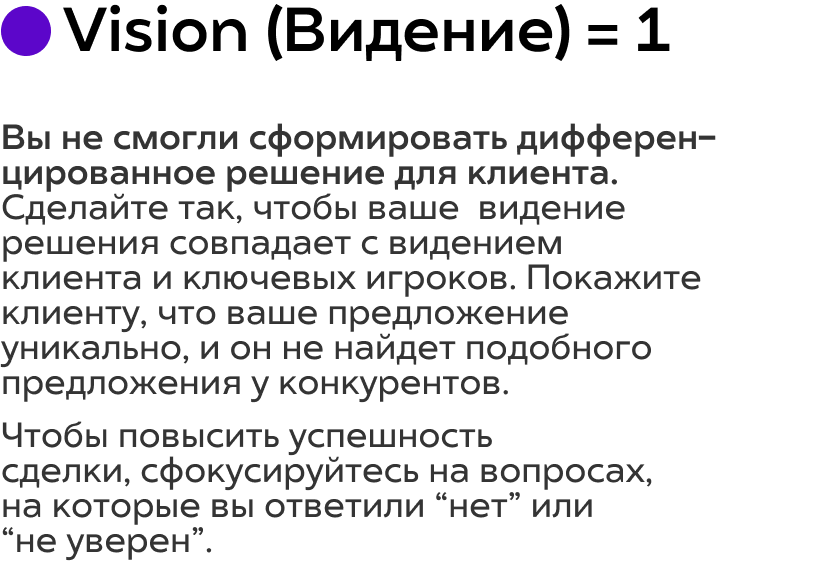 Vision (Видение) = 1
Вы не смогли сформировать дифферен-
цированное решение для клиента.
Сделайте так, чтобы ваше  видение
решения совпадает с видением
клиента и ключевых игроков. Покажите
клиенту, что ваше предложение
уникально, и он не найдет подобного
предложения у конкурентов.
Чтобы повысить успешность
сделки, сфокусируйтесь на вопросах,
на которые вы ответили “нет” или
“не уверен”.